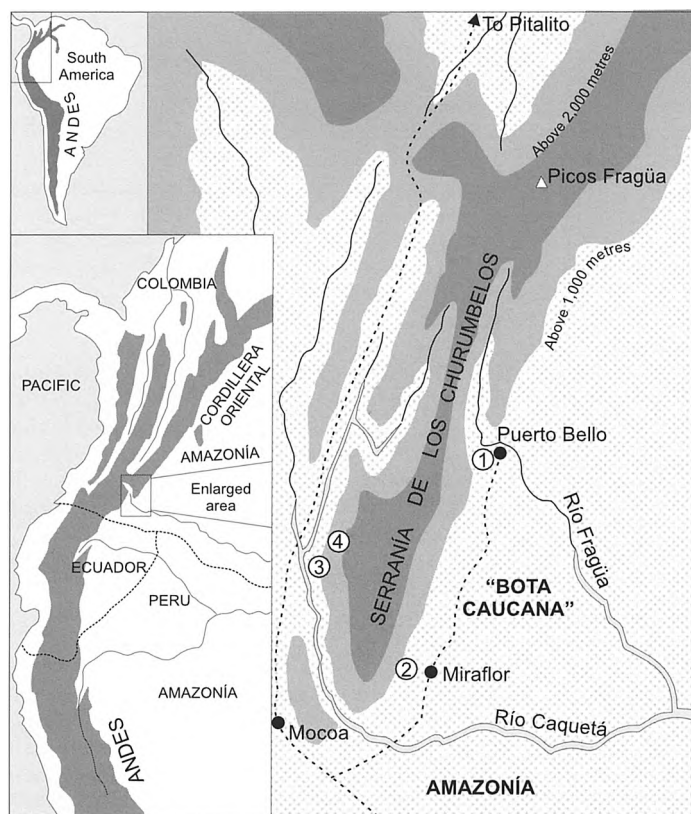 South
America
ANDES
To Pitalito
Above 2,000 metres
Picos Fragüa
Above 1,000 metres
COLOMBIA
PACIFIC
CORDILLERA
ORIENTAL
AMAZONÍA
Enlarged
area
ECUADOR
PERU
AMAZONÍA
ANDES
SERRANÍA DE LOS CHURUMBELOS
Puerto Bello
1
Río Fragüa
4
3
"BOTA
CAUCANA"
2
Miraflor
Mocoa
Río Caquetá
AMAZONÍA